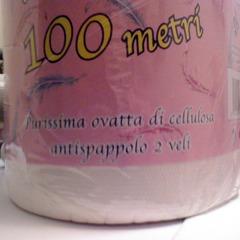 100 metri
Purissima ovatta di cellulosa
antispappolo 2 veli